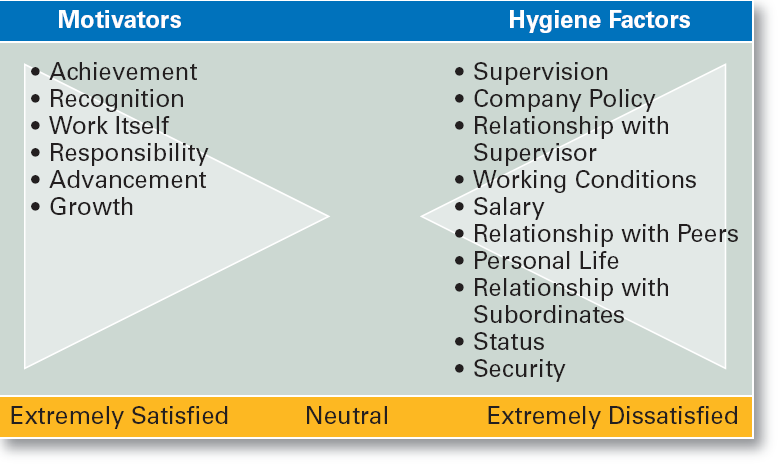 Motivators
• Achievement
• Recognition
• Work Itself
• Responsibility
• Advancement
• Growth
Hygiene Factors
• Supervision
• Company Policy
• Relationship with
Supervisor
• Working Conditions
• Salary
• Relationship with Peers
• Personal Life
• Relationship with
Subordinates
• Status
• Security
Extremely Satisfied
Neutral
Extremely Dissatisfied